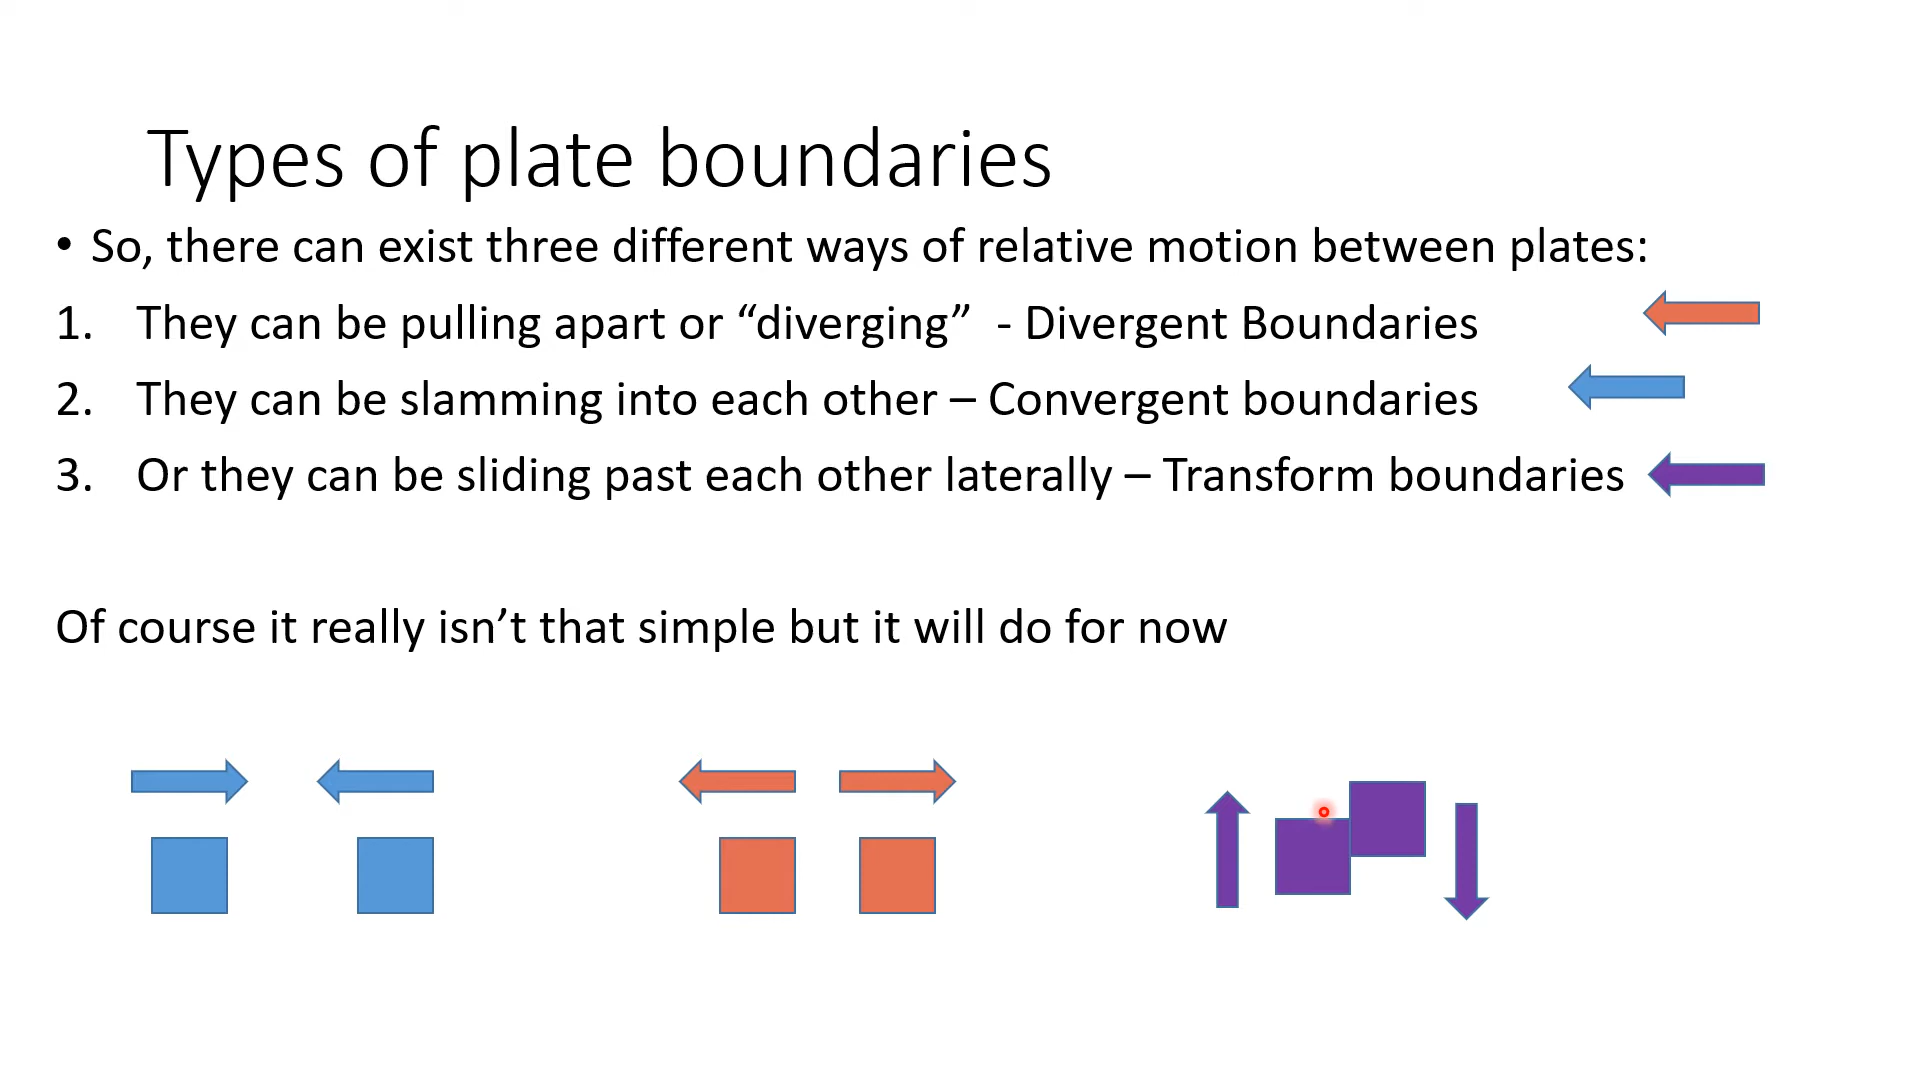 Types of plate boundaries
• So, there can exist three different ways of relative motion between plates:
1. They can be pulling apart or “diverging” - Divergent Boundaries
2. They can be slamming into each other – Convergent boundaries
3. Or they can be sliding past each other laterally – Transform boundaries
Of course it really isn’t that simple but it will do for now